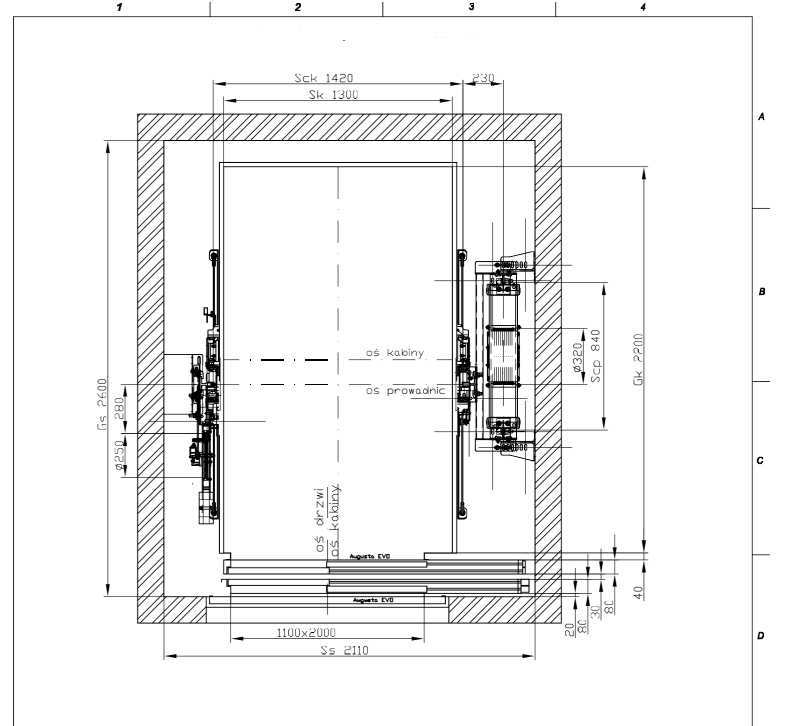 1 2 3 4
Sck 1420
230
Sk 1300
A
B
oś kabiny
oś prowadnic
Ø320
Scp 840
Gk 2200
Gs 2600
280
Ø250
C
oś drzwi
oś kabiny
Augusta EVO
Augusta EVO
20
80
30
80
40
1100x2000
Ss 2110
D